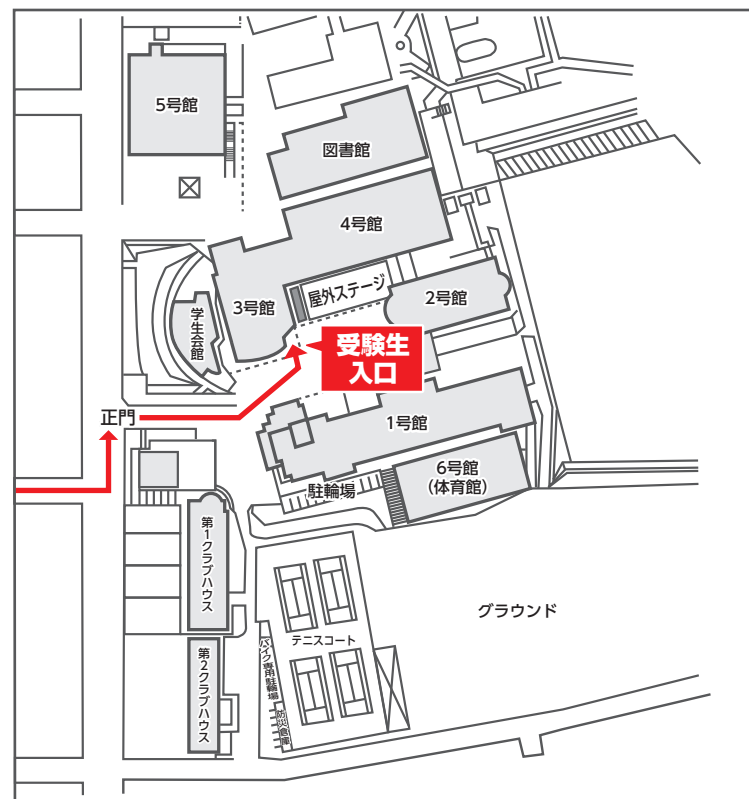 5号館
図書館
4号館
屋外ステージ
2号館
3号館
学生会館
受験生
入口
正門
1号館
6号館
（体育館）
駐輪場
第1クラブハウス
グラウンド
テニスコート
バイク専用駐輪場
第2クラブハウス
防災倉庫